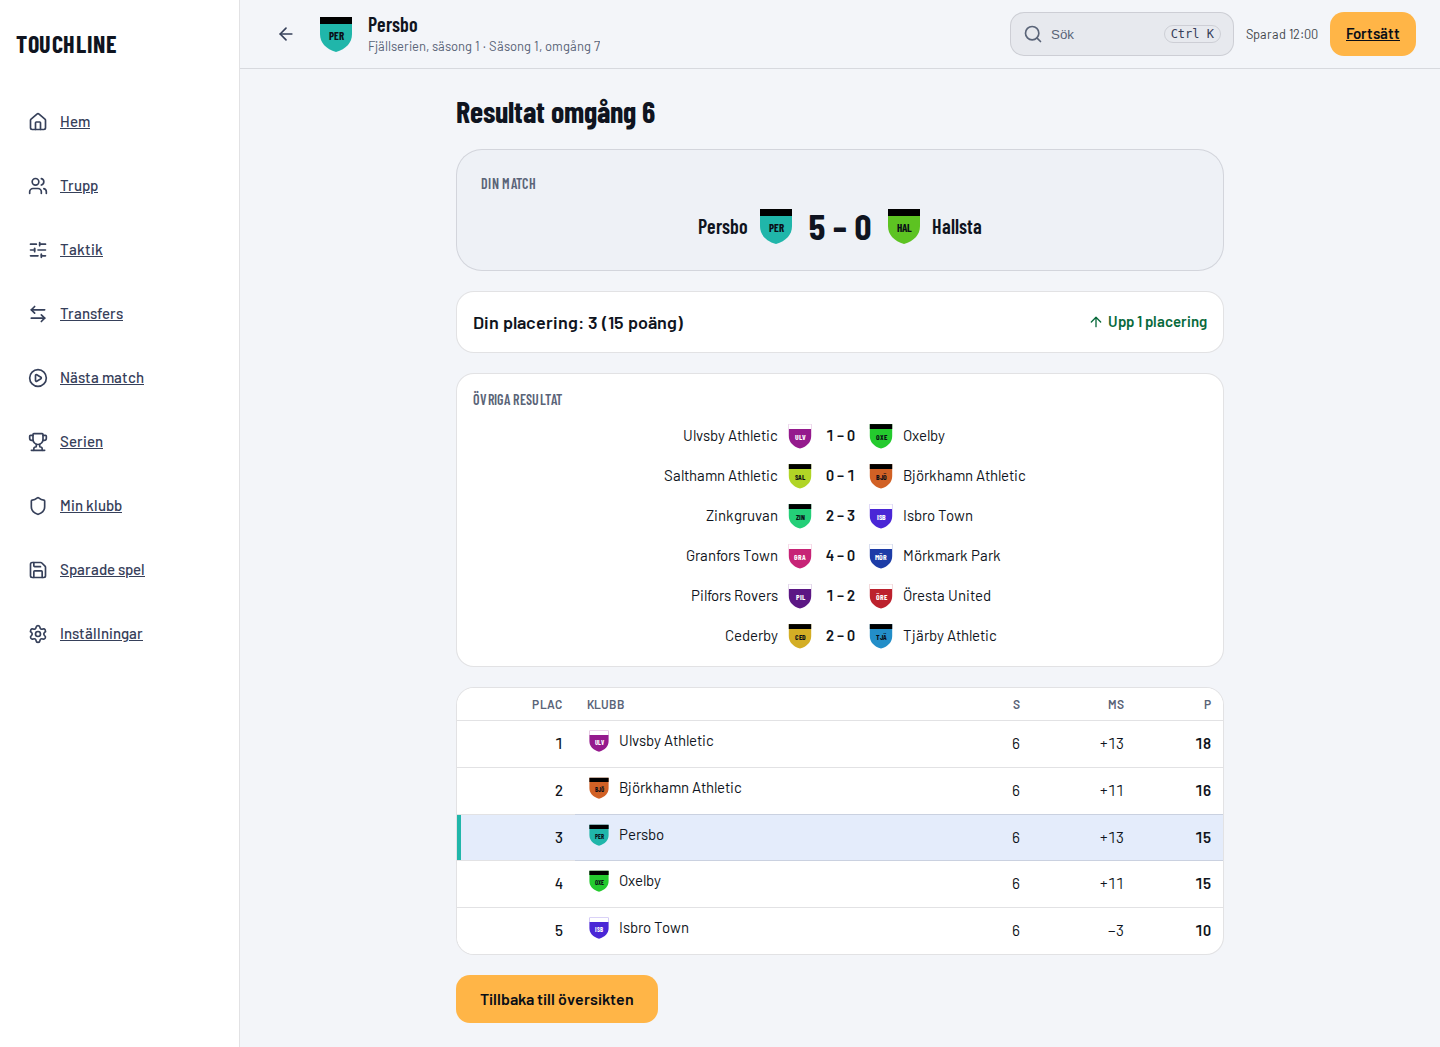 TOUCHLINE
Hem
Trupp
Taktik
Transfers
Nästa match
Serien
Min klubb
Sparade spel
Inställningar
PER
Persbo
Fjällserien, säsong 1 · Säsong 1, omgång 7
Sök
Ctrl K
Sparad 12:00
Fortsätt
Resultat omgång 6
DIN MATCH
Persbo PER 5 – 0 HAL Hallsta
Din placering: 3 (15 poäng)
Upp 1 placering
ÖVRIGA RESULTAT
Ulvsby Athletic ULV 1 – 0 OXE Oxelby
Salthamn Athletic SAL 0 – 1 BJÖ Björkhamn Athletic
Zinkgruvan ZIN 2 – 3 ISB Isbro Town
Granfors Town GRA 4 – 0 MÖR Mörkmark Park
Pilfors Rovers PIL 1 – 2 ÖRE Öresta United
Cederby CED 2 – 0 TJÄ Tjärby Athletic
PLAC KLUBB S MS P
1 ULV Ulvsby Athletic 6 +13 18
2 BJÖ Björkhamn Athletic 6 +11 16
3 PER Persbo 6 +13 15
4 OXE Oxelby 6 +11 15
5 ISB Isbro Town 6 −3 10
Tillbaka till översikten